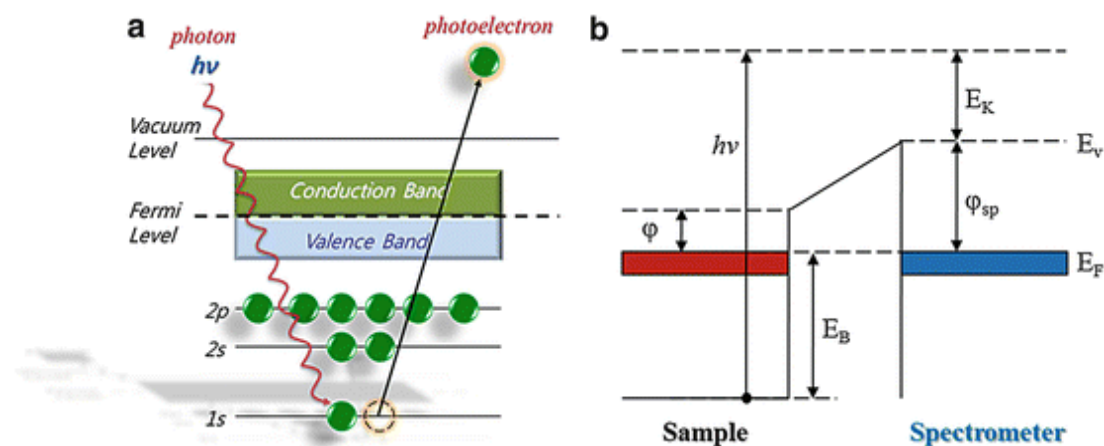 a
photon
hν
photoelectron
Vacuum
Level
Conduction Band
Fermi
Level
Valence Band
2p
2s
1s
b
hν
E_K
E_v
φ
φ_sp
E_F
E_B
Sample
Spectrometer